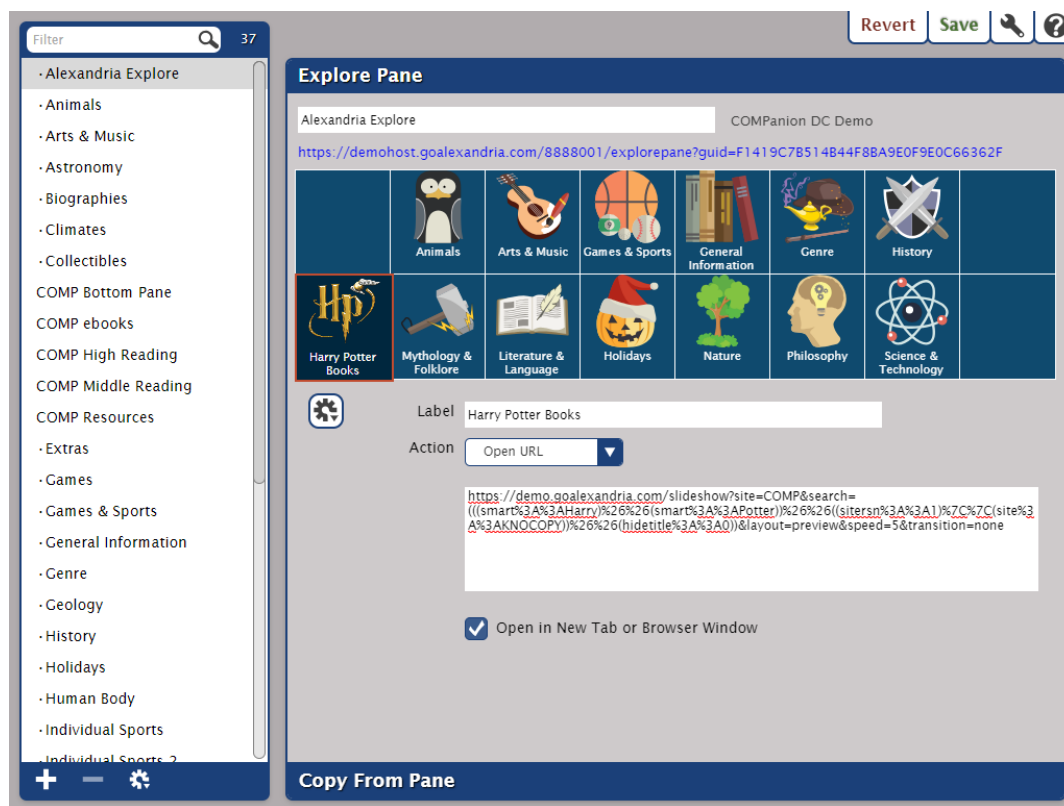 Filter
37
· Alexandria Explore
· Animals
· Arts & Music
· Astronomy
· Biographies
· Climates
· Collectibles
COMP Bottom Pane
COMP ebooks
COMP High Reading
COMP Middle Reading
COMP Resources
· Extras
· Games
· Games & Sports
· General Information
· Genre
· Geology
· History
· Holidays
· Human Body
· Individual Sports
· Individual Sports 2
Revert
Save
?
Explore Pane
Alexandria Explore
COMPanion DC Demo
https://demohost.goalexandria.com/8888001/explorepane?guid=F1419C7B514B44F8BA9E0F9E0C66362F
Animals
Arts & Music
Games & Sports
General
Information
Genre
History
Hp
Harry Potter
Books
Mythology &
Folklore
Literature &
Language
Holidays
Nature
Philosophy
Science &
Technology
Label
Harry Potter Books
Action
Open URL
https://demo.goalexandria.com/slideshow?site=COMP&search=
(((smart%3A%3AHarry)%26%26(smart%3A%3APotter))%26%26((sitersn%3A%3A1)%7C%7C(site%3
A%3AKNOCOPY))%26%26(hidetitle%3A%3A0))&layout=preview&speed=5&transition=none
Open in New Tab or Browser Window
Copy From Pane